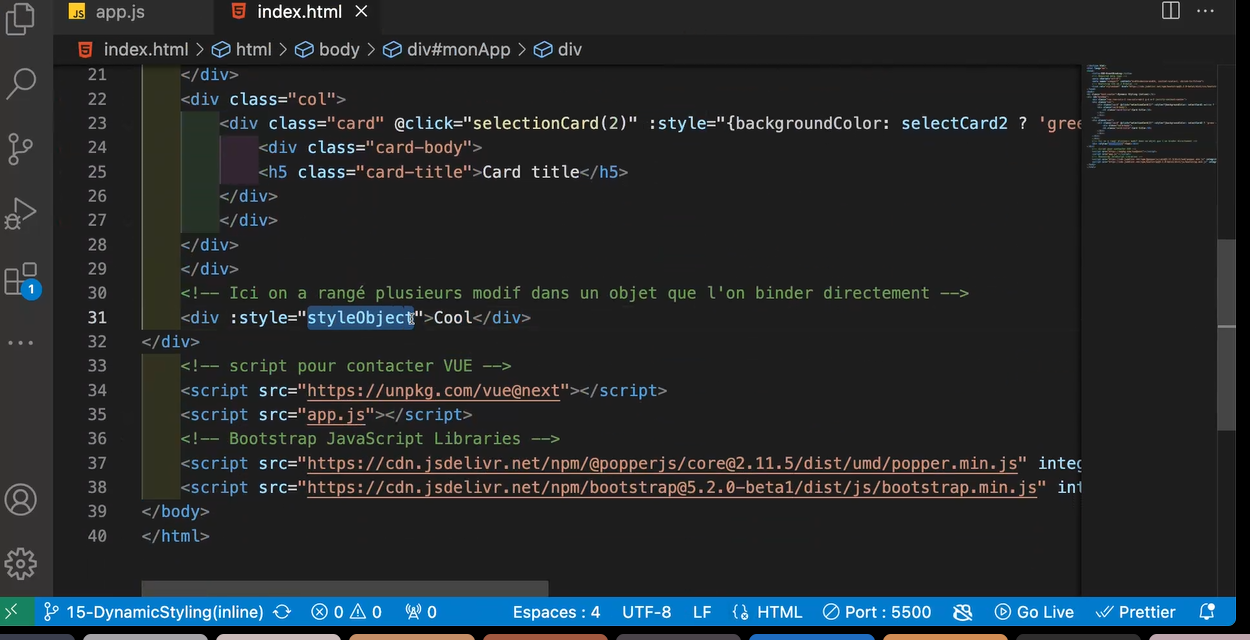 JS app.js index.html
index.html > html > body > div#monApp > div
21 </div>
22 <div class="col">
23 <div class="card" @click="selectionCard(2)" :style="{backgroundColor: selectCard2 ? 'gree
24 <div class="card-body">
25 <h5 class="card-title">Card title</h5>
26 </div>
27 </div>
28 </div>
29 </div>
30 <!-- Ici on a rangé plusieurs modif dans un objet que l'on binder directement -->
31 <div :style="styleObject">Cool</div>
32 </div>
33 <!-- script pour contacter VUE -->
34 <script src="https://unpkg.com/vue@next"></script>
35 <script src="app.js"></script>
36 <!-- Bootstrap JavaScript Libraries -->
37 <script src="https://cdn.jsdelivr.net/npm/@popperjs/core@2.11.5/dist/umd/popper.min.js" integ
38 <script src="https://cdn.jsdelivr.net/npm/bootstrap@5.2.0-beta1/dist/js/bootstrap.min.js" int
39 </body>
40 </html>
1
15-DynamicStyling(inline) 0 0 0 Espaces : 4 UTF-8 LF HTML Port : 5500 Go Live Prettier